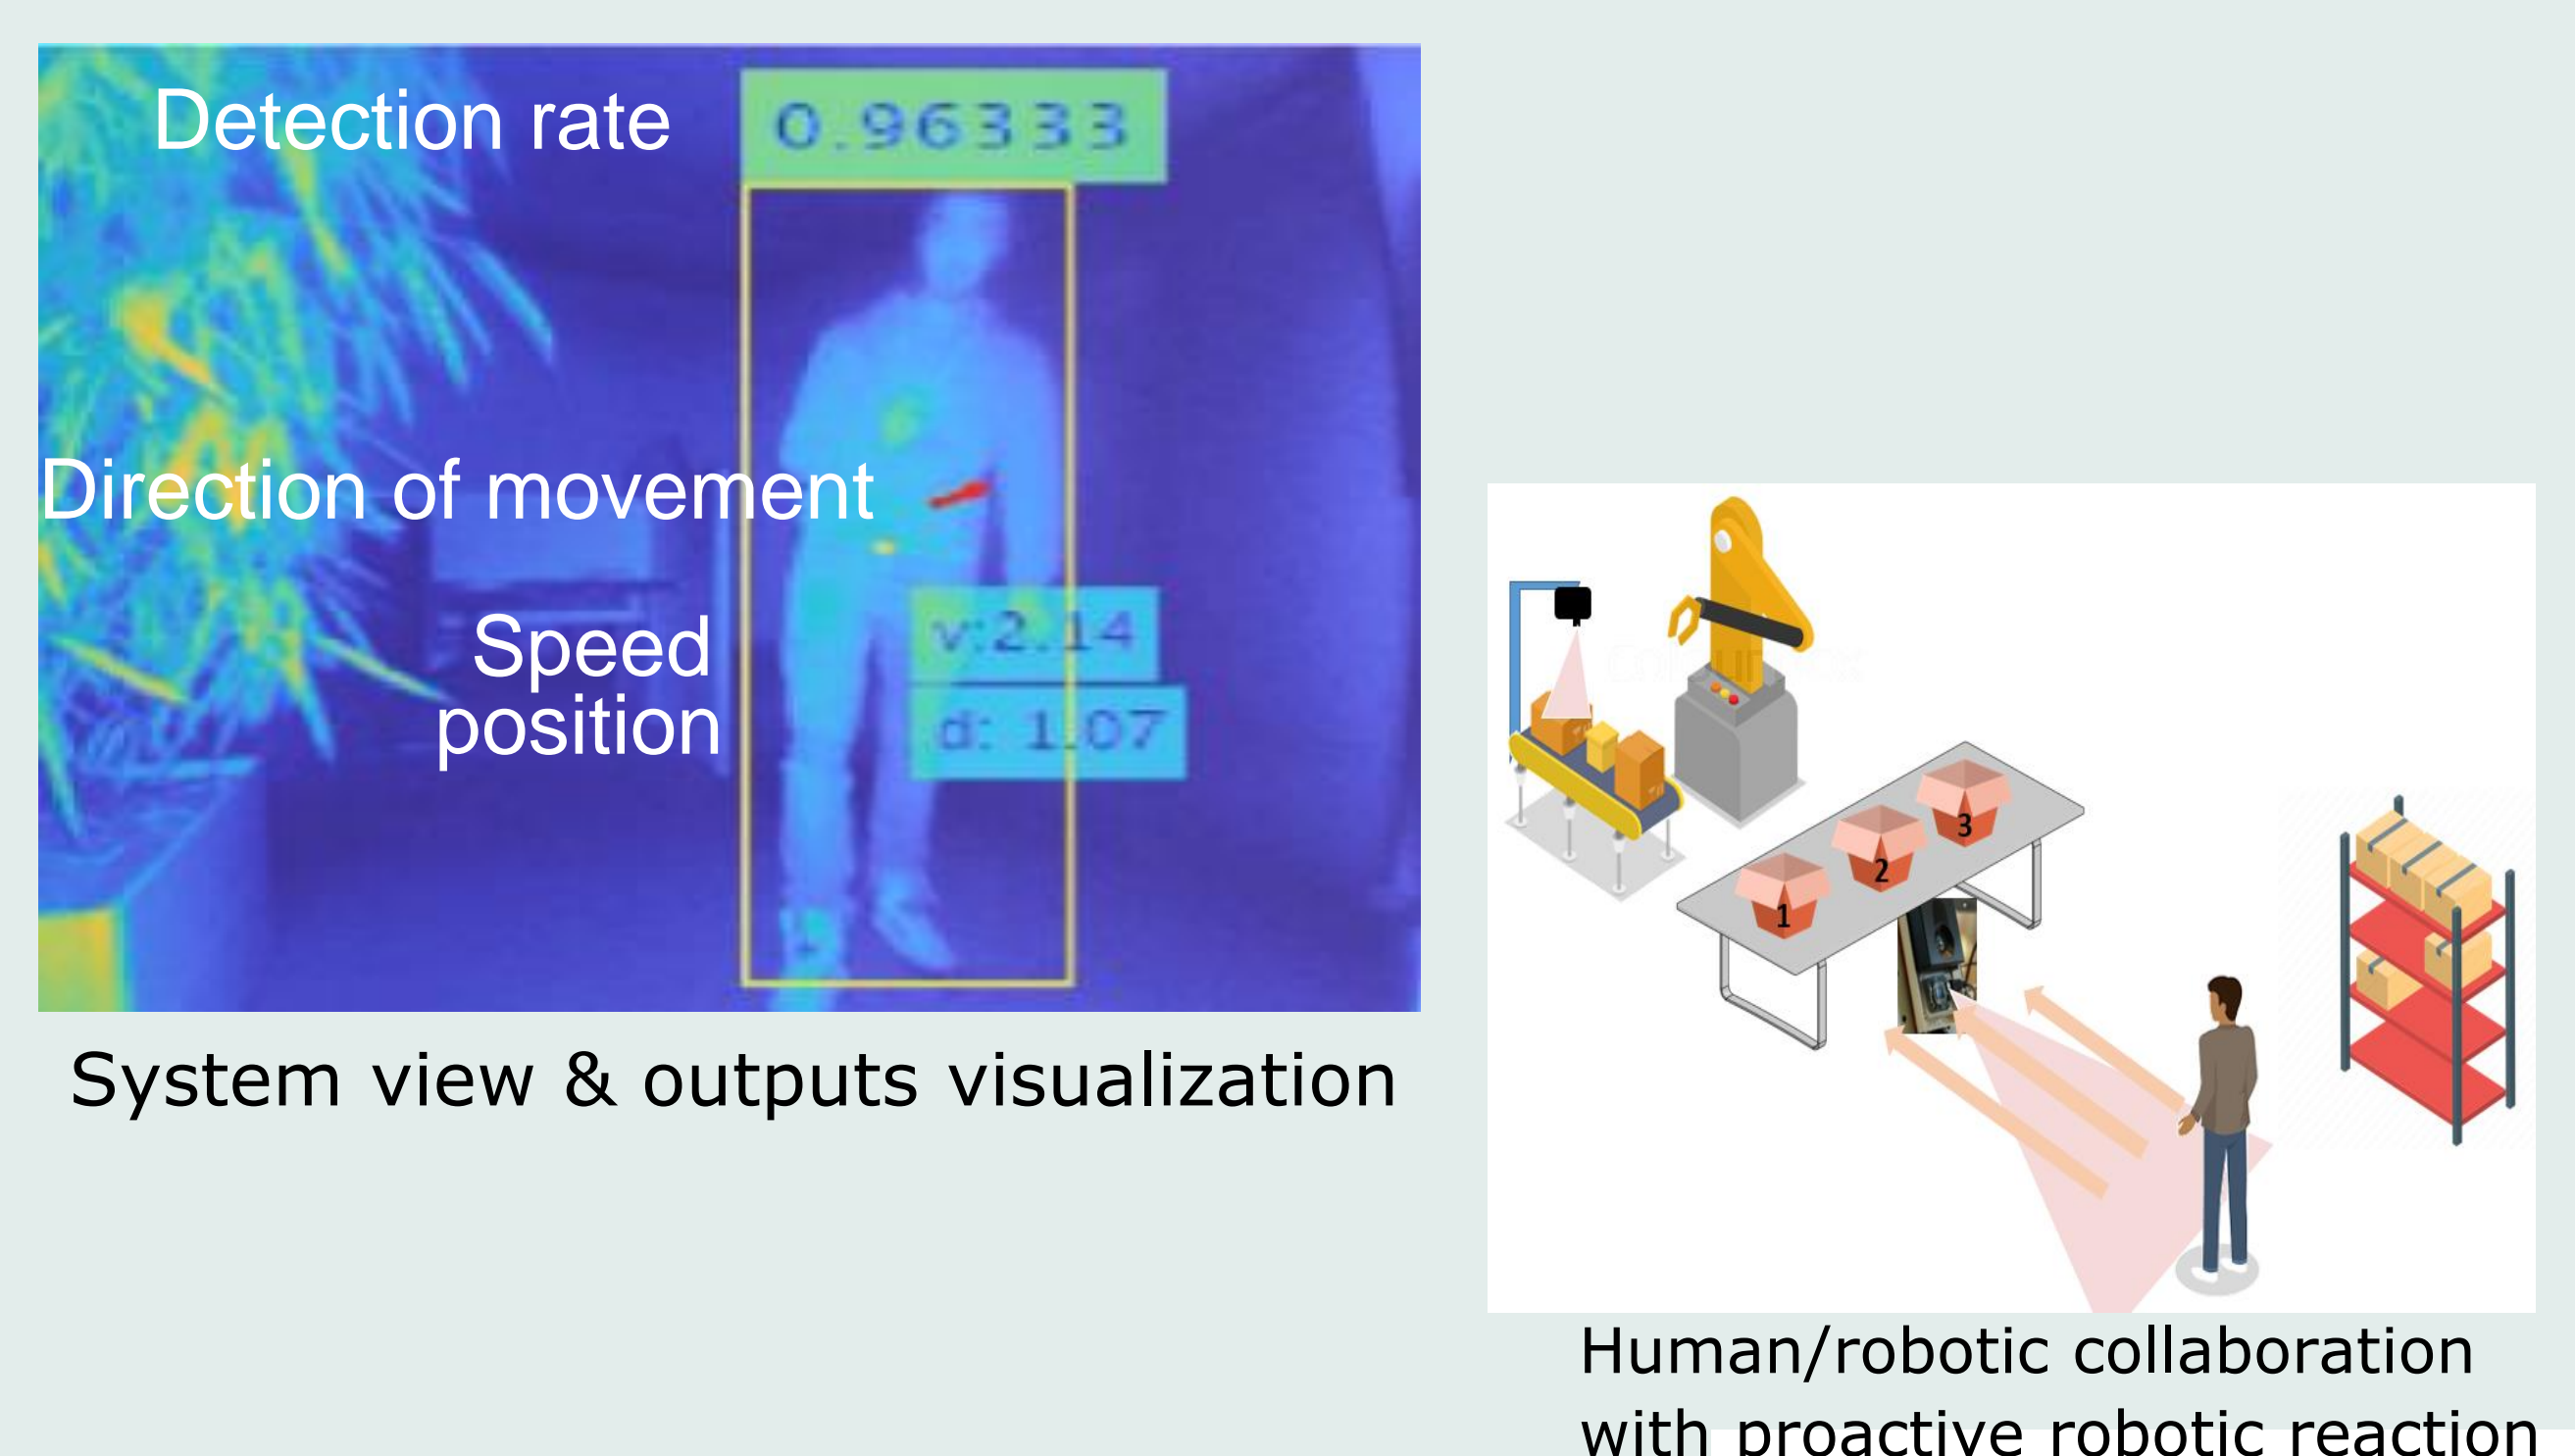 Detection rate
0.96333
Direction of movement
Speed
v:2.14
position
d: 1.07
System view & outputs visualization
1
2
3
Human/robotic collaboration
with proactive robotic reaction